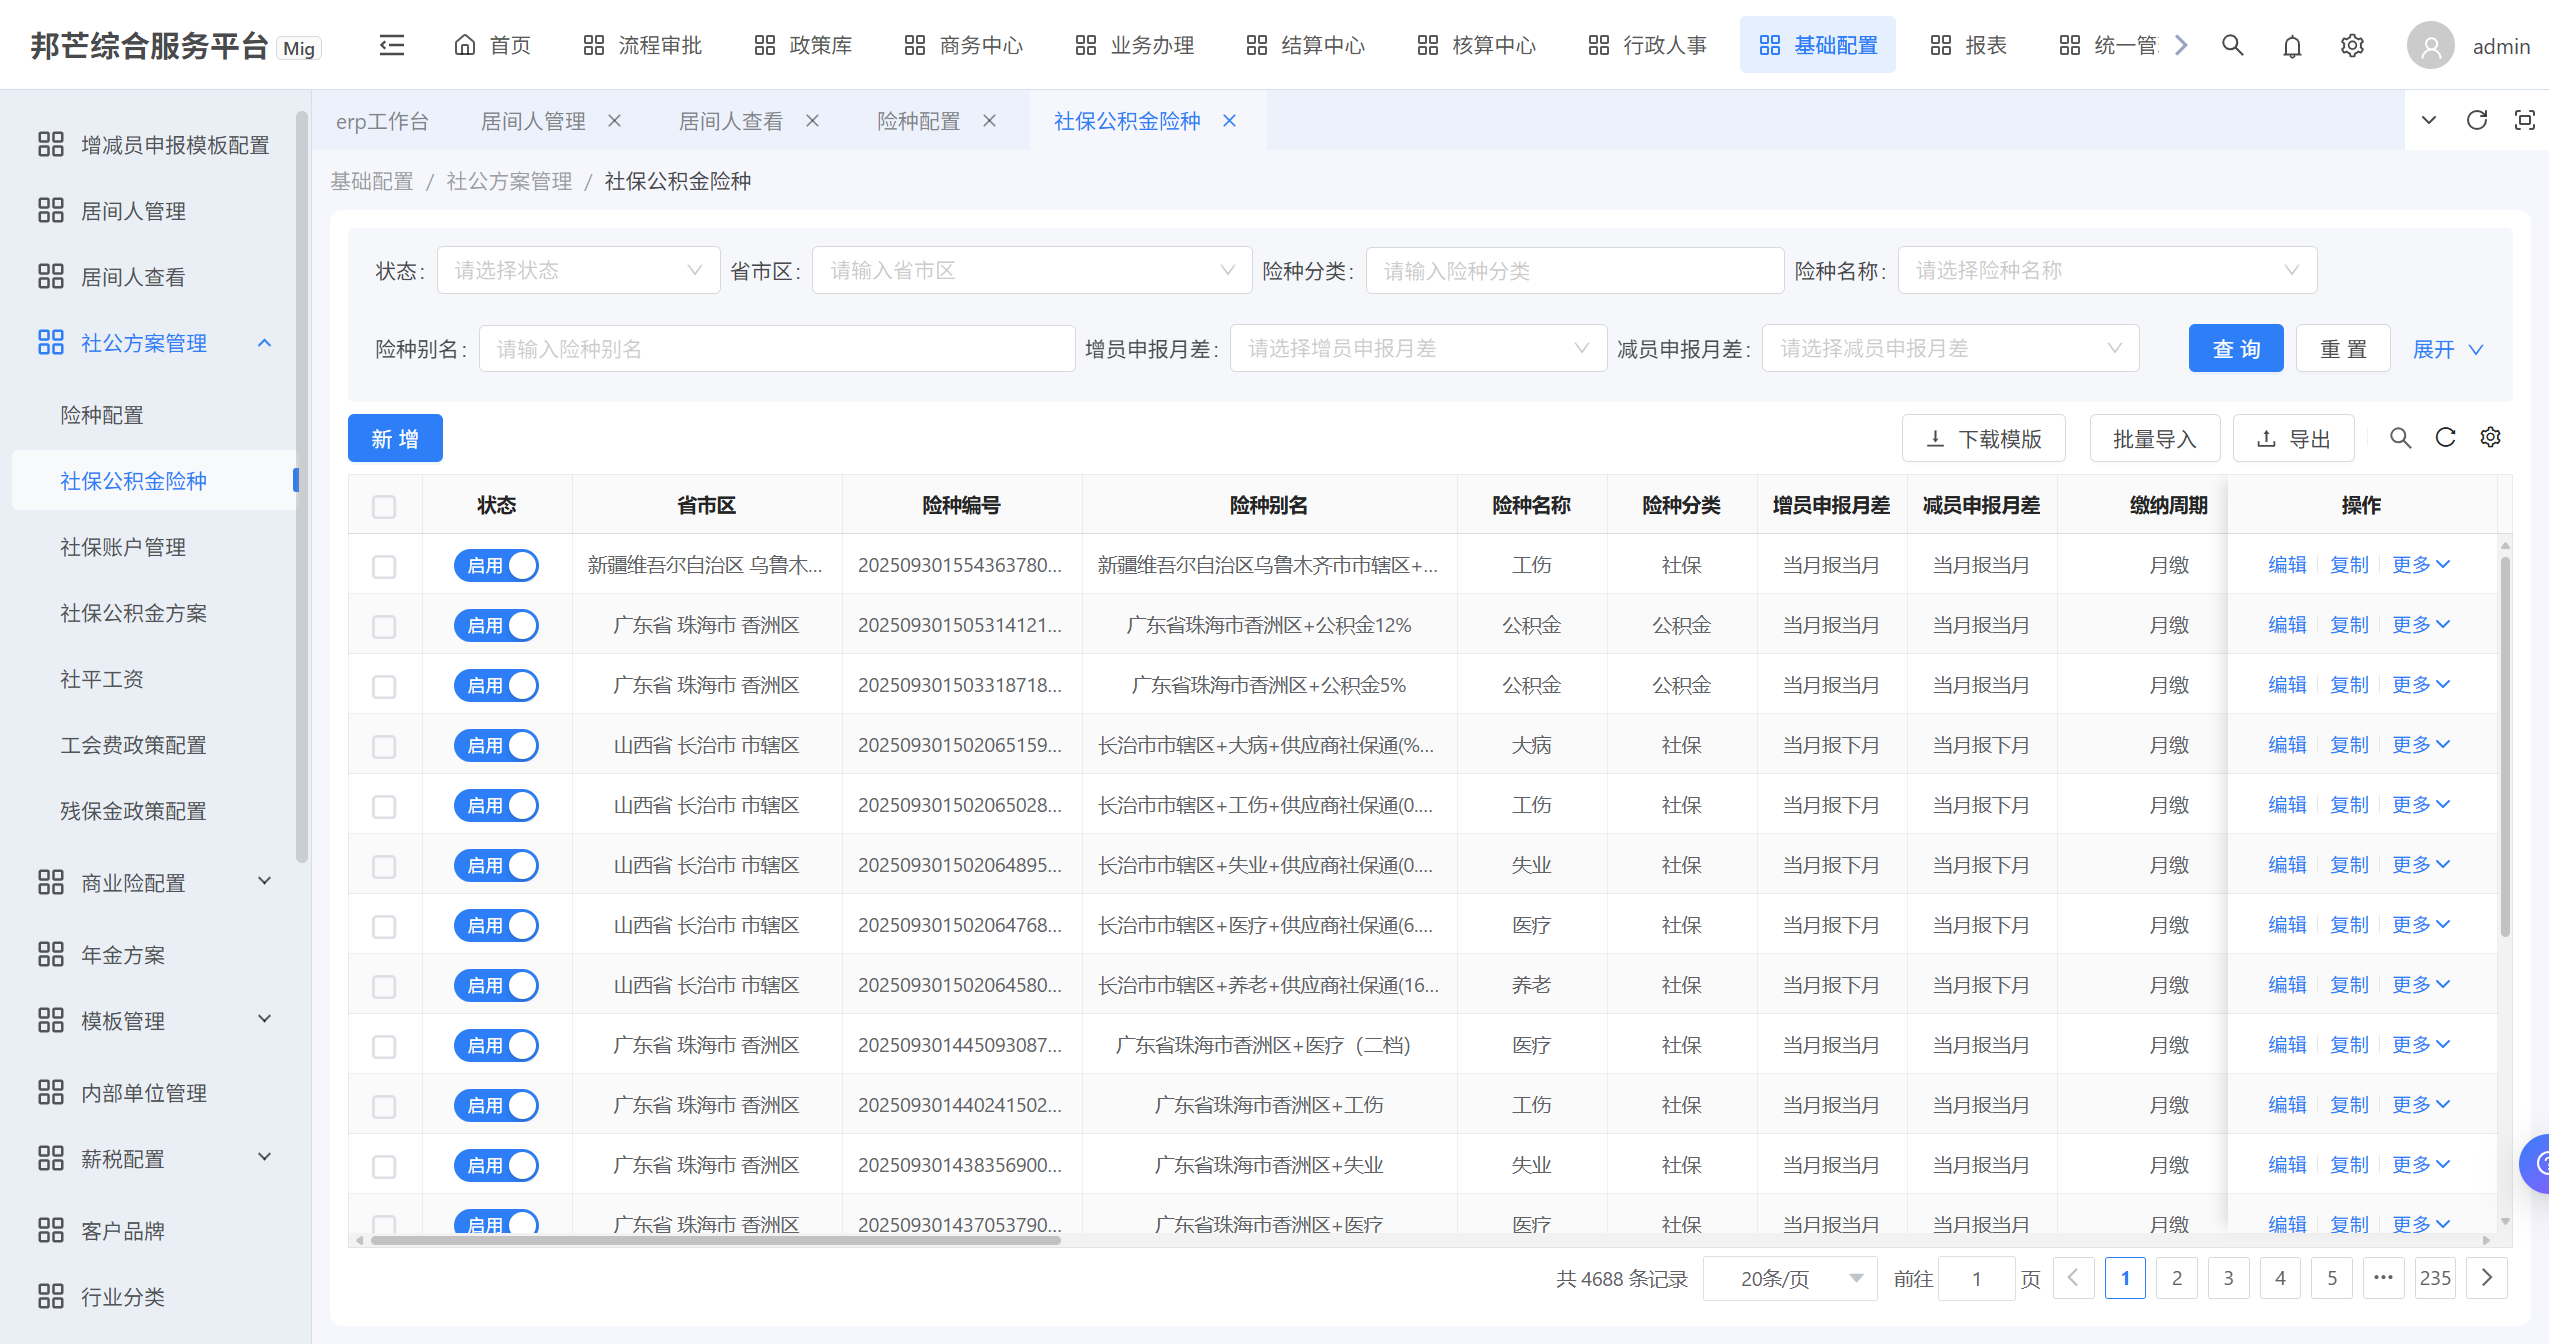 邦芒综合服务平台 Mig 首页 流程审批 政策库 商务中心 业务办理 结算中心 核算中心 行政人事 基础配置 报表 统一管 admin
erp工作台 居间人管理 居间人查看 险种配置 社保公积金险种
基础配置 / 社公方案管理 / 社保公积金险种
增减员申报模板配置
居间人管理
居间人查看
社公方案管理
险种配置
社保公积金险种
社保账户管理
社保公积金方案
社平工资
工会费政策配置
残保金政策配置
商业险配置
年金方案
模板管理
内部单位管理
薪税配置
客户品牌
行业分类
状态: 请选择状态 省市区: 请输入省市区 险种分类: 请输入险种分类 险种名称: 请选择险种名称
险种别名: 请输入险种别名 增员申报月差: 请选择增员申报月差 减员申报月差: 请选择减员申报月差 查 询 重 置 展开
新 增 下载模版 批量导入 导出
状态 省市区 险种编号 险种别名 险种名称 险种分类 增员申报月差 减员申报月差 缴纳周期 操作
启用 新疆维吾尔自治区 乌鲁木... 202509301554363780... 新疆维吾尔自治区乌鲁木齐市市辖区+... 工伤 社保 当月报当月 当月报当月 月缴 编辑 复制 更多
启用 广东省 珠海市 香洲区 202509301505314121... 广东省珠海市香洲区+公积金12% 公积金 公积金 当月报当月 当月报当月 月缴 编辑 复制 更多
启用 广东省 珠海市 香洲区 202509301503318718... 广东省珠海市香洲区+公积金5% 公积金 公积金 当月报当月 当月报当月 月缴 编辑 复制 更多
启用 山西省 长治市 市辖区 202509301502065159... 长治市市辖区+大病+供应商社保通(%... 大病 社保 当月报下月 当月报下月 月缴 编辑 复制 更多
启用 山西省 长治市 市辖区 202509301502065028... 长治市市辖区+工伤+供应商社保通(0.... 工伤 社保 当月报下月 当月报下月 月缴 编辑 复制 更多
启用 山西省 长治市 市辖区 202509301502064895... 长治市市辖区+失业+供应商社保通(0.... 失业 社保 当月报下月 当月报下月 月缴 编辑 复制 更多
启用 山西省 长治市 市辖区 202509301502064768... 长治市市辖区+医疗+供应商社保通(6.... 医疗 社保 当月报下月 当月报下月 月缴 编辑 复制 更多
启用 山西省 长治市 市辖区 202509301502064580... 长治市市辖区+养老+供应商社保通(16... 养老 社保 当月报下月 当月报下月 月缴 编辑 复制 更多
启用 广东省 珠海市 香洲区 202509301445093087... 广东省珠海市香洲区+医疗（二档） 医疗 社保 当月报当月 当月报当月 月缴 编辑 复制 更多
启用 广东省 珠海市 香洲区 202509301440241502... 广东省珠海市香洲区+工伤 工伤 社保 当月报当月 当月报当月 月缴 编辑 复制 更多
启用 广东省 珠海市 香洲区 202509301438356900... 广东省珠海市香洲区+失业 失业 社保 当月报当月 当月报当月 月缴 编辑 复制 更多
启用 广东省 珠海市 香洲区 202509301437053790... 广东省珠海市香洲区+医疗 医疗 社保 当月报当月 当月报当月 月缴 编辑 复制 更多
共 4688 条记录 20条/页 前往 1 页 1 2 3 4 5 ••• 235